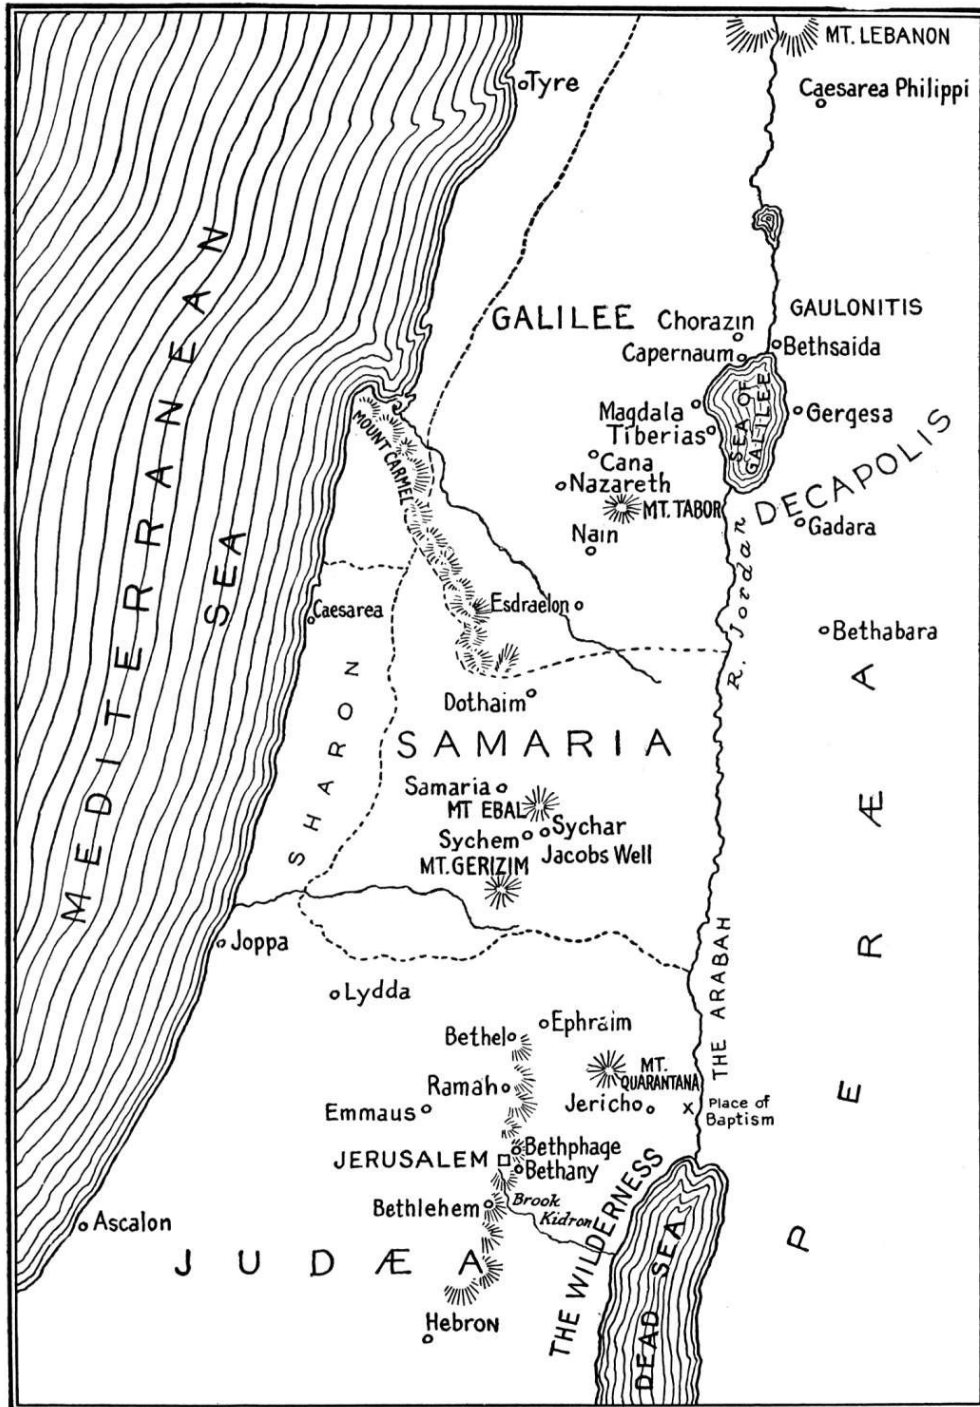 MT. LEBANON
Tyre
Caesarea Philippi
MEDITERRANEAN
SEA
GALILEE
Chorazin
GAULONITIS
Capernaum
Bethsaida
SEA OF
GALILEE
Magdala
Gergesa
Tiberias
DECAPOLIS
MOUNT CARMEL
Cana
Nazareth
MT. TABOR
Gadara
Nain
R. Jordan
Caesarea
Esdraelon
Bethabara
PERÆA
SHARON
Dothaim
SAMARIA
Samaria
MT EBAL
Sychem
Sychar
Jacobs Well
MT. GERIZIM
Joppa
THE ARABAH
Lydda
Ephraim
Bethel
MT.
QUARANTANA
Ramah
Emmaus
Jericho
x Place of
Baptism
Bethphage
JERUSALEM
Bethany
Bethlehem
Brook
Kidron
THE WILDERNESS
Ascalon
JUDÆA
DEAD SEA
Hebron